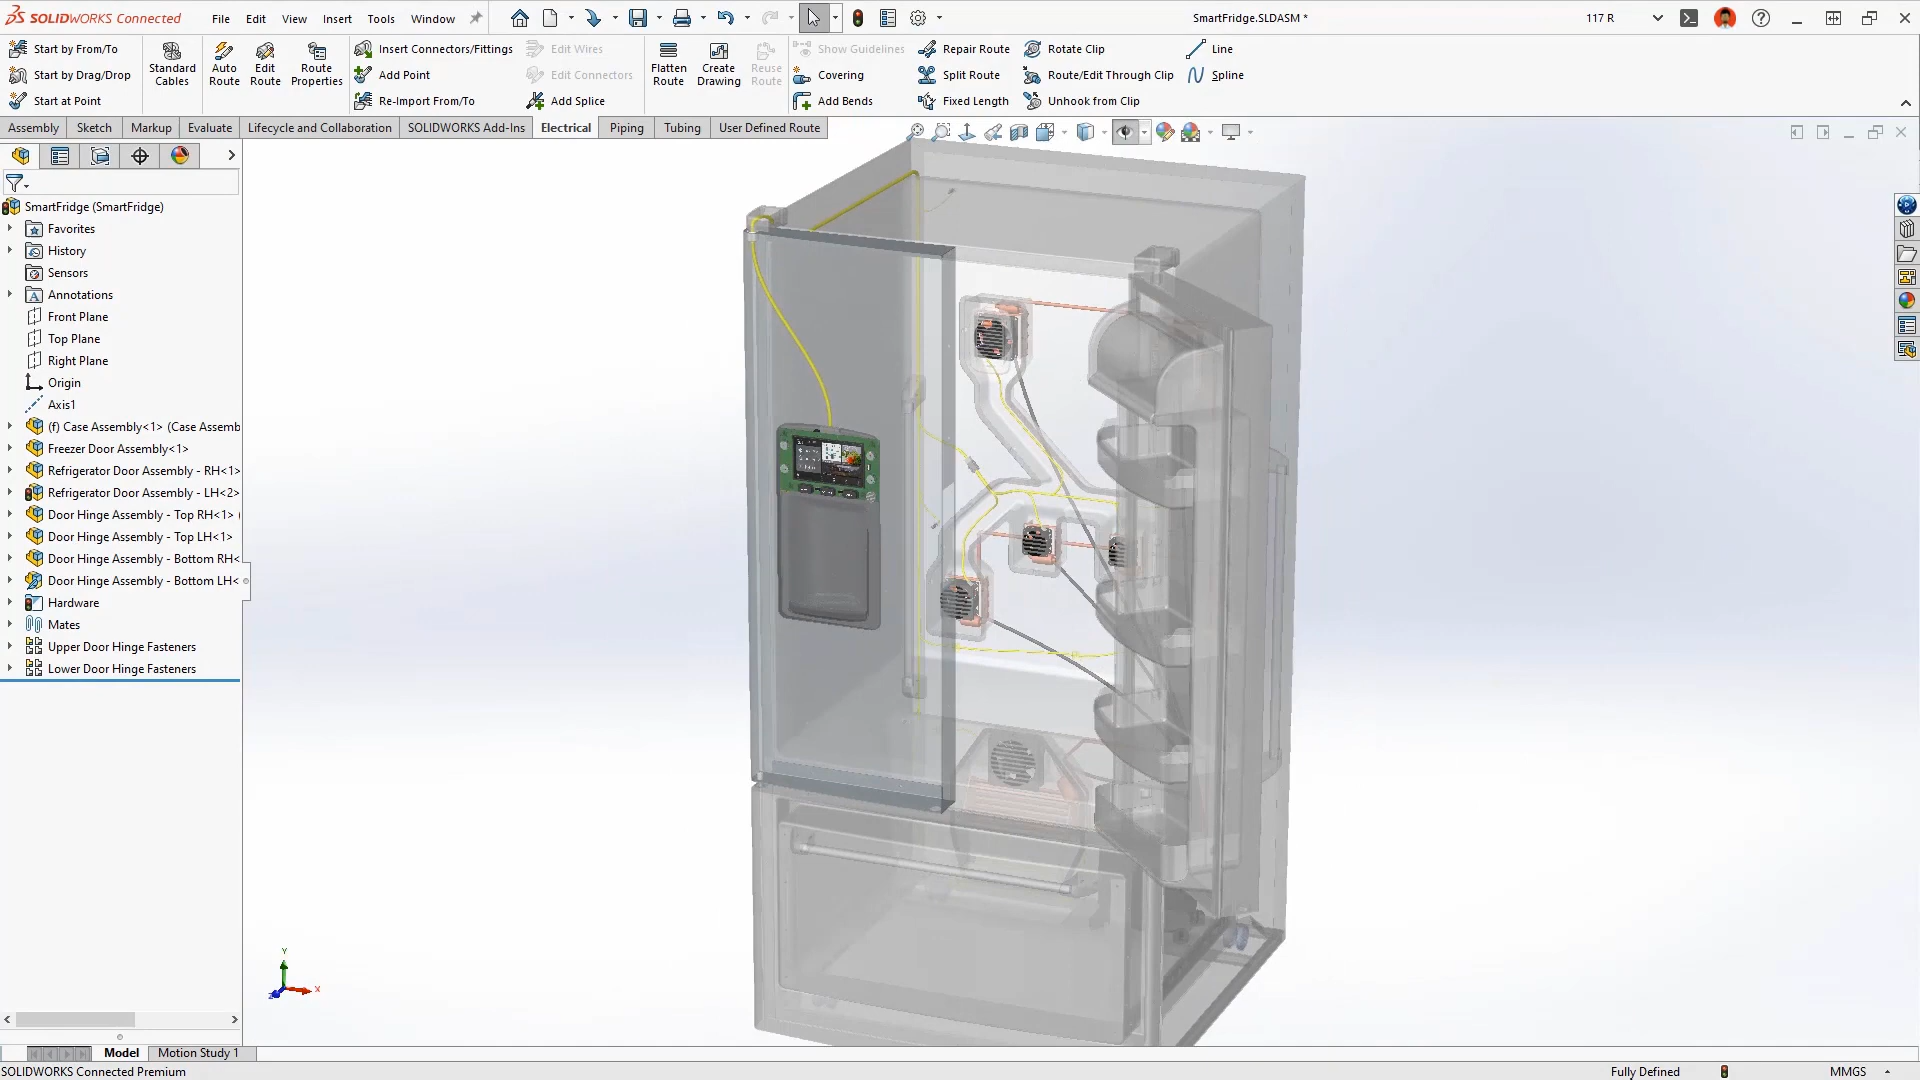 SOLIDWORKS Connected
File Edit View Insert Tools Window
SmartFridge.SLDASM *
117 R
Start by From/To
Start by Drag/Drop
Start at Point
Standard Cables
Auto Route
Edit Route
Route Properties
Insert Connectors/Fittings
Add Point
Re-Import From/To
Edit Wires
Edit Connectors
Add Splice
Flatten Route
Create Drawing
Reuse Route
Show Guidelines
Covering
Add Bends
Repair Route
Split Route
Fixed Length
Rotate Clip
Route/Edit Through Clip
Unhook from Clip
Line
Spline
Assembly Sketch Markup Evaluate Lifecycle and Collaboration SOLIDWORKS Add-Ins Electrical Piping Tubing User Defined Route
SmartFridge (SmartFridge)
Favorites
History
Sensors
Annotations
Front Plane
Top Plane
Right Plane
Origin
Axis1
(f) Case Assembly<1> (Case Assemb
Freezer Door Assembly<1>
Refrigerator Door Assembly - RH<1>
Refrigerator Door Assembly - LH<2>
Door Hinge Assembly - Top RH<1> (
Door Hinge Assembly - Top LH<1>
Door Hinge Assembly - Bottom RH<
Door Hinge Assembly - Bottom LH<
Hardware
Mates
Upper Door Hinge Fasteners
Lower Door Hinge Fasteners
Y
X
Z
Model Motion Study 1
SOLIDWORKS Connected Premium
Fully Defined
MMGS